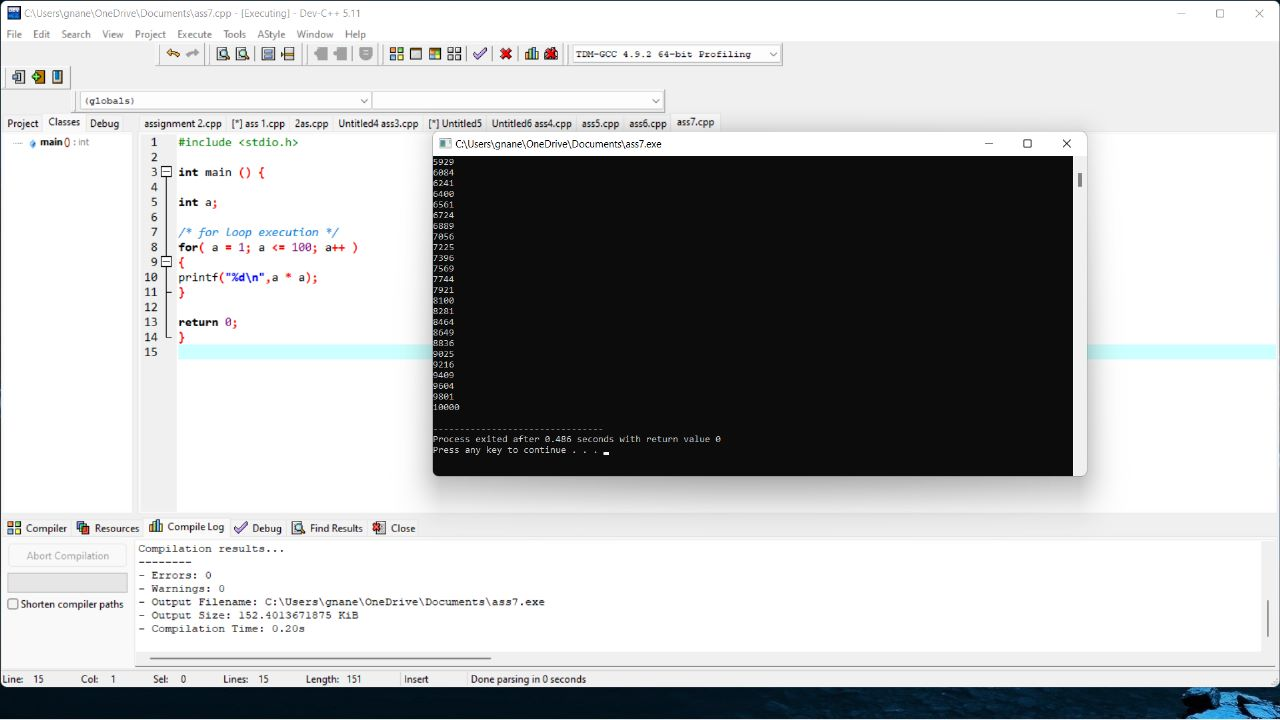 C:\Users\gnane\OneDrive\Documents\ass7.cpp - [Executing] - Dev-C++ 5.11
File Edit Search View Project Execute Tools AStyle Window Help
TDM-GCC 4.9.2 64-bit Profiling
(globals)
Project Classes Debug
assignment 2.cpp [*] ass 1.cpp 2as.cpp Untitled4 ass3.cpp [*] Untitled5 Untitled6 ass4.cpp ass5.cpp ass6.cpp ass7.cpp
main () : int
1 #include <stdio.h>
2
3 int main () {
4
5 int a;
6
7 /* for loop execution */
8 for( a = 1; a <= 100; a++ )
9 {
10 printf("%d\n",a * a);
11 }
12
13 return 0;
14 }
15
C:\Users\gnane\OneDrive\Documents\ass7.exe
5929
6084
6241
6400
6561
6724
6889
7056
7225
7396
7569
7744
7921
8100
8281
8464
8649
8836
9025
9216
9409
9604
9801
10000
--------------------------------
Process exited after 0.486 seconds with return value 0
Press any key to continue . . .
Compiler Resources Compile Log Debug Find Results Close
Abort Compilation
Shorten compiler paths
Compilation results...
--------
- Errors: 0
- Warnings: 0
- Output Filename: C:\Users\gnane\OneDrive\Documents\ass7.exe
- Output Size: 152.4013671875 KiB
- Compilation Time: 0.20s
Line: 15 Col: 1 Sel: 0 Lines: 15 Length: 151 Insert Done parsing in 0 seconds